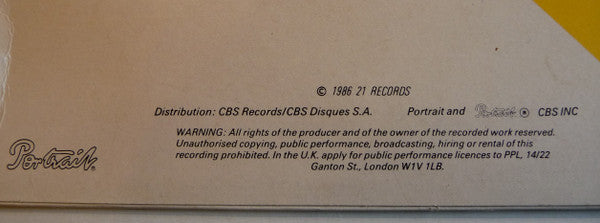 © 1986 21 RECORDS
Distribution: CBS Records/CBS Disques S.A. Portrait and Portrait ® CBS INC
WARNING: All rights of the producer and of the owner of the recorded work reserved.
Unauthorised copying, public performance, broadcasting, hiring or rental of this
recording prohibited. In the U.K. apply for public performance licences to PPL, 14/22
Ganton St., London W1V 1LB.
Portrait®